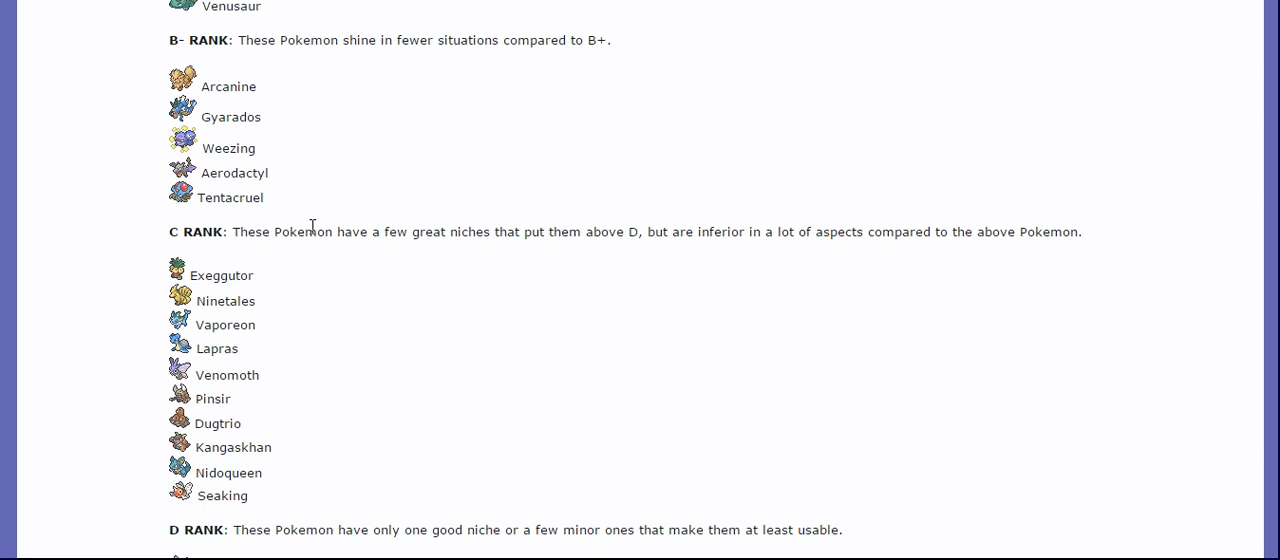 Venusaur
B- RANK: These Pokemon shine in fewer situations compared to B+.
Arcanine
Gyarados
Weezing
Aerodactyl
Tentacruel
C RANK: These Pokemon have a few great niches that put them above D, but are inferior in a lot of aspects compared to the above Pokemon.
Exeggutor
Ninetales
Vaporeon
Lapras
Venomoth
Pinsir
Dugtrio
Kangaskhan
Nidoqueen
Seaking
D RANK: These Pokemon have only one good niche or a few minor ones that make them at least usable.